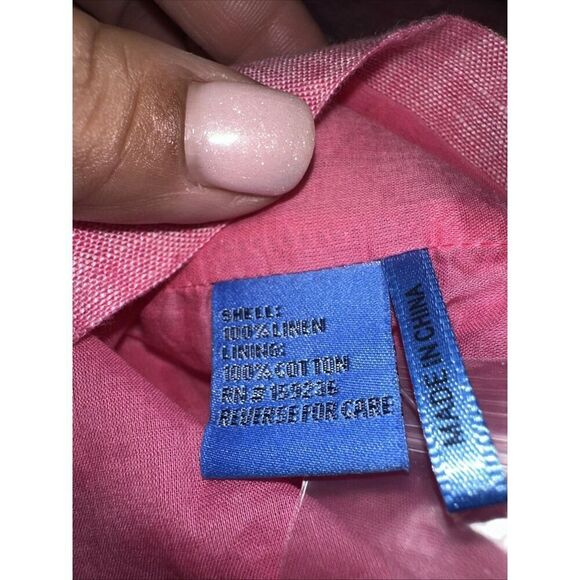 SHELL:
100% LINEN
LINING:
100% COTTON
RN # 159236
REVERSE FOR CARE
MADE IN CHINA